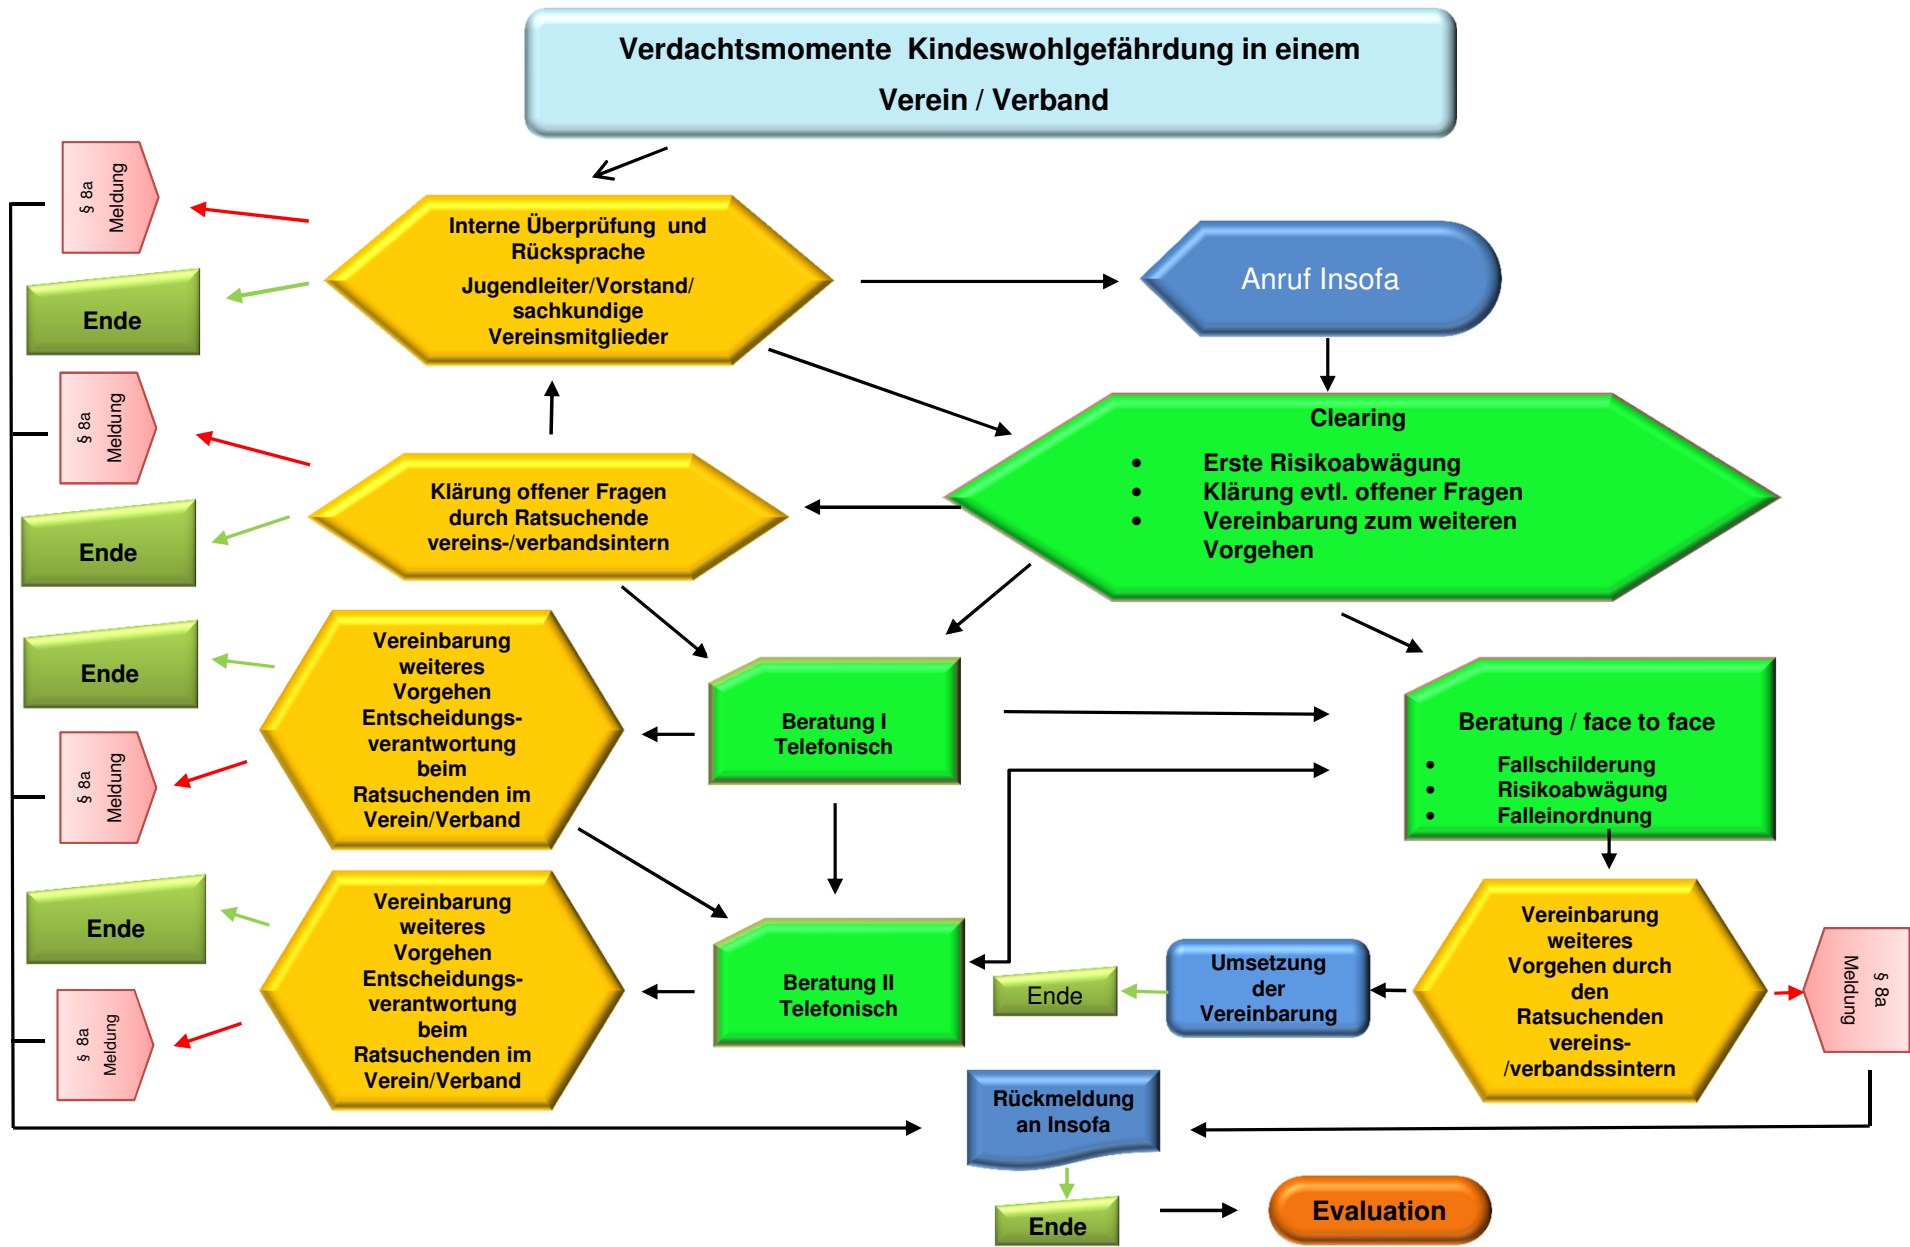 Verdachtsmomente  Kindeswohlgefährdung in einem
Verein / Verband
§ 8a
Meldung
Interne Überprüfung  und
Rücksprache
Jugendleiter/Vorstand/
sachkundige
Vereinsmitglieder
Anruf Insofa
Ende
§ 8a
Meldung
Clearing
• Erste Risikoabwägung
• Klärung evtl. offener Fragen
• Vereinbarung zum weiteren
Vorgehen
Klärung offener Fragen
durch Ratsuchende
vereins-/verbandsintern
Ende
Ende
Vereinbarung
weiteres
Vorgehen
Entscheidungs-
verantwortung
beim
Ratsuchenden im
Verein/Verband
Beratung I
Telefonisch
Beratung / face to face
• Fallschilderung
• Risikoabwägung
• Falleinordnung
§ 8a
Meldung
Ende
Vereinbarung
weiteres
Vorgehen
Entscheidungs-
verantwortung
beim
Ratsuchenden im
Verein/Verband
Beratung II
Telefonisch
Ende
Umsetzung
der
Vereinbarung
Vereinbarung
weiteres
Vorgehen durch
den
Ratsuchenden
vereins-
/verbandssintern
§ 8a
Meldung
§ 8a
Meldung
Rückmeldung
an Insofa
Ende
Evaluation